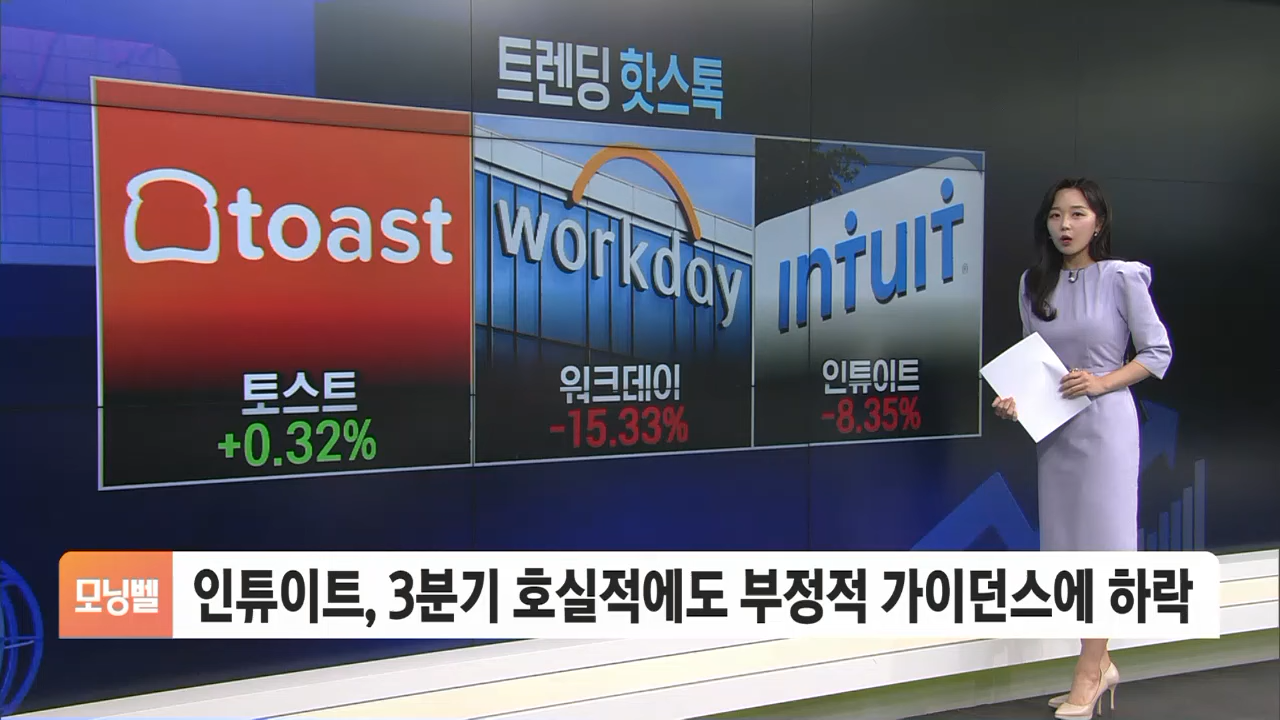 트렌딩 핫스톡
toast
토스트
+0.32%
workday
워크데이
-15.33%
INTUIT
인튜이트
-8.35%
모닝벨
인튜이트, 3분기 호실적에도 부정적 가이던스에 하락